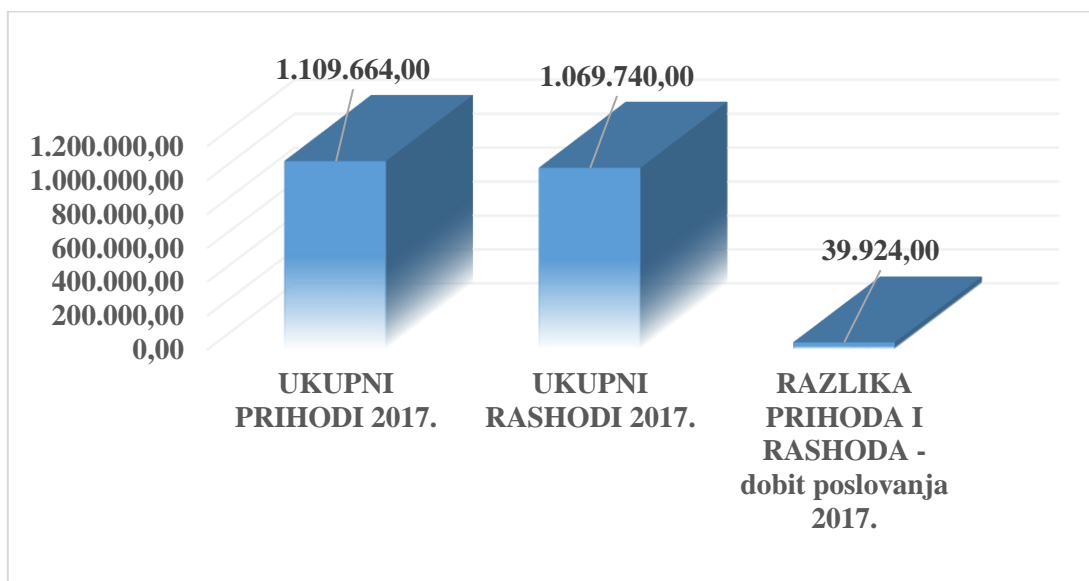 1.109.664,00
1.069.740,00
39.924,00
1.200.000,00
1.000.000,00
800.000,00
600.000,00
400.000,00
200.000,00
0,00
UKUPNI
PRIHODI 2017.
UKUPNI
RASHODI 2017.
RAZLIKA
PRIHODA I
RASHODA -
dobit poslovanja
2017.